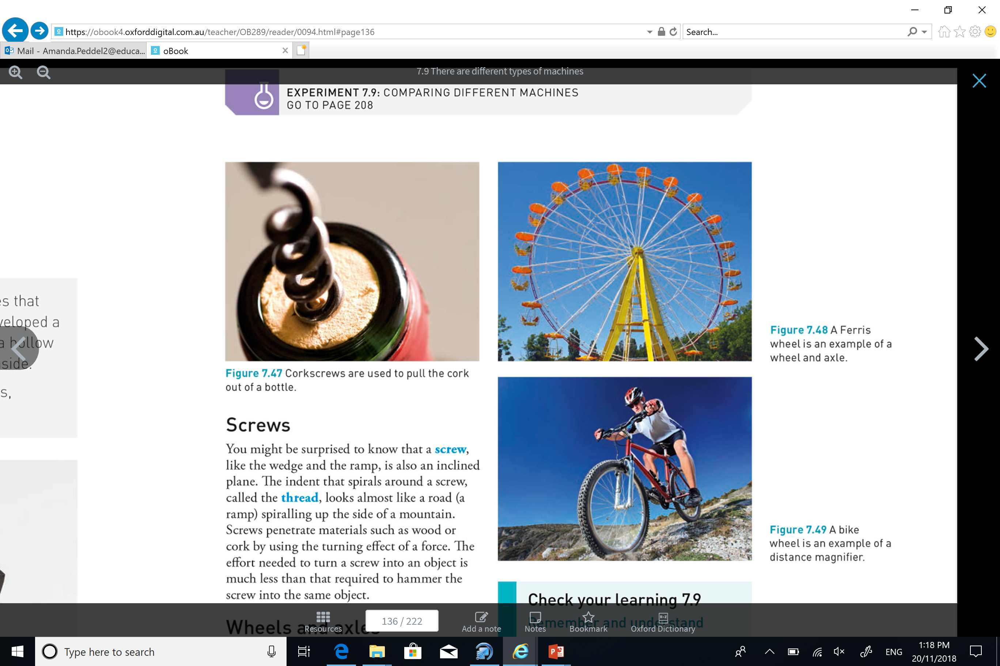 https://obook4.oxforddigital.com.au/teacher/OB289/reader/0094.html#page136
Search...
Mail - Amanda.Peddel2@educa...
oBook
7.9 There are different types of machines
EXPERIMENT 7.9: COMPARING DIFFERENT MACHINES
GO TO PAGE 208
es that
veloped a
a hollow
side.
s,
Figure 7.47 Corkscrews are used to pull the cork
out of a bottle.
Screws
You might be surprised to know that a screw,
like the wedge and the ramp, is also an inclined
plane. The indent that spirals around a screw,
called the thread, looks almost like a road (a
ramp) spiralling up the side of a mountain.
Screws penetrate materials such as wood or
cork by using the turning effect of a force. The
effort needed to turn a screw into an object is
much less than that required to hammer the
screw into the same object.
Wheels and axles
Figure 7.48 A Ferris
wheel is an example of a
wheel and axle.
Figure 7.49 A bike
wheel is an example of a
distance magnifier.
Check your learning 7.9
Remember and understand
Resources
136 / 222
Add a note
Notes
Bookmark
A-Z
Oxford Dictionary
Type here to search
ENG
1:18 PM
20/11/2018